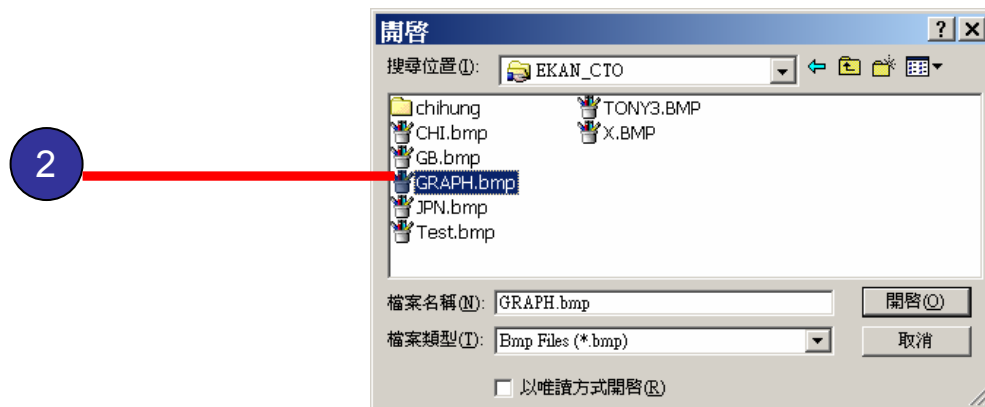 開啓
搜尋位置(I): EKAN_CTO
chihung TONY3.BMP
CHI.bmp X.BMP
GB.bmp
2
GRAPH.bmp
JPN.bmp
Test.bmp
檔案名稱(N): GRAPH.bmp 開啓(O)
檔案類型(T): Bmp Files (*.bmp) 取消
以唯讀方式開啓(R)